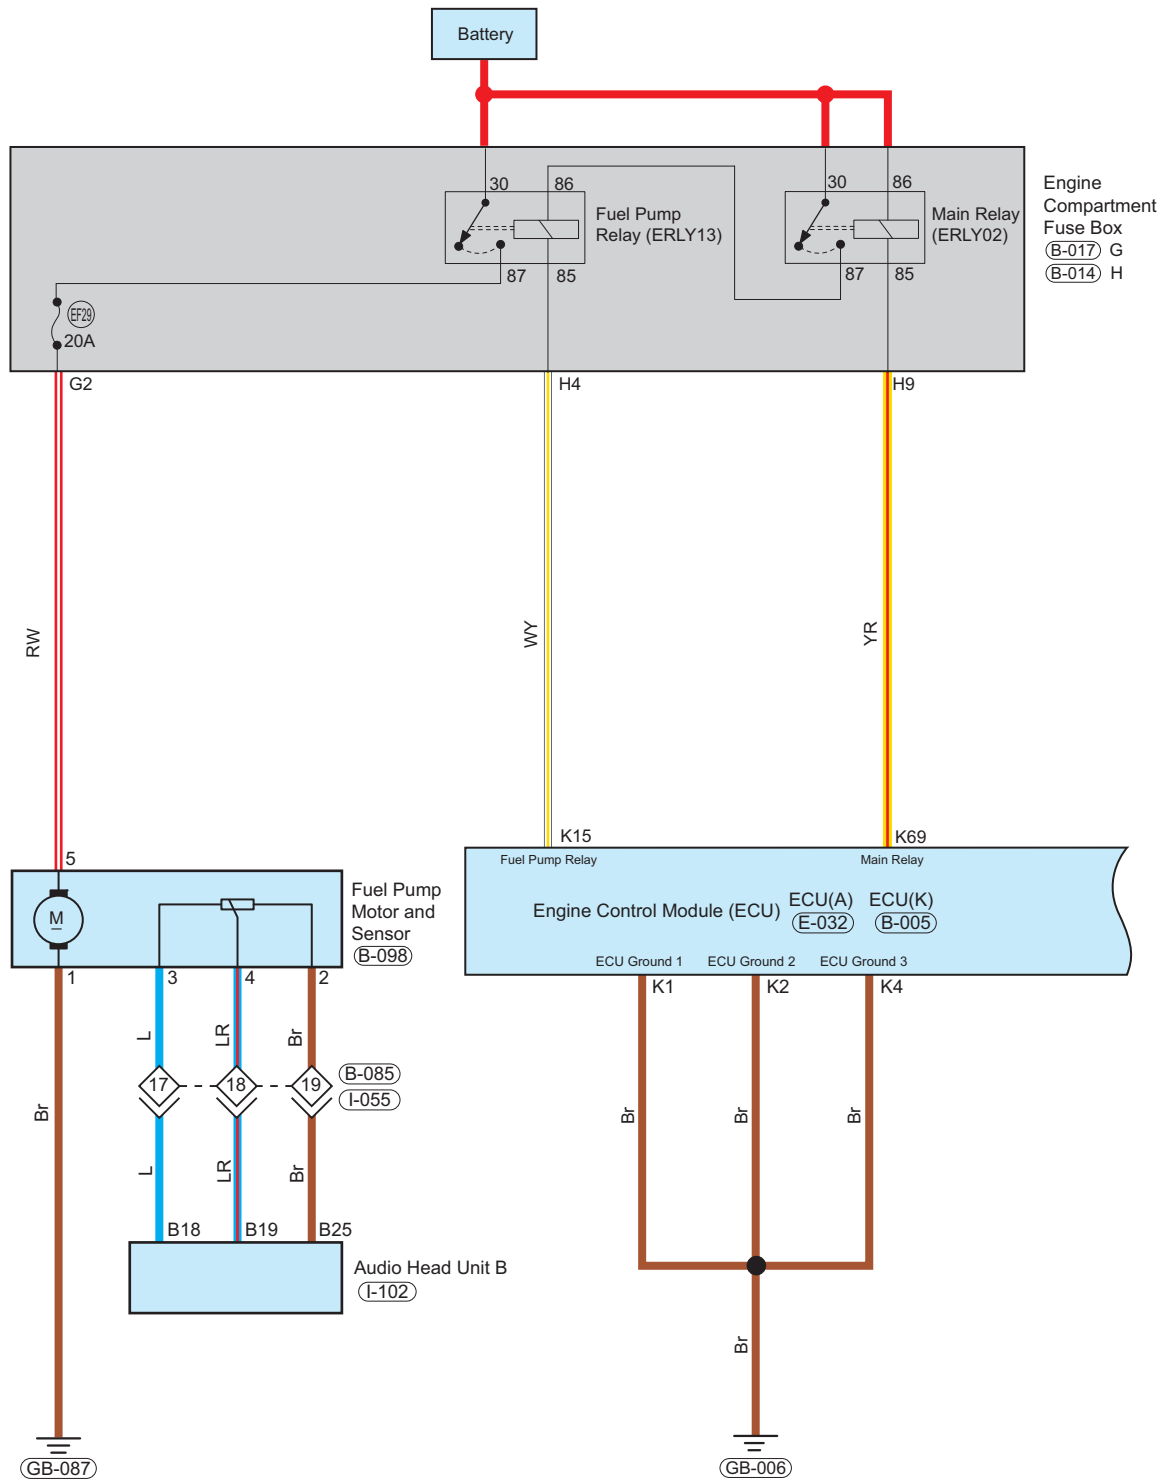 Battery
30
86
Fuel Pump
Relay (ERLY13)
87
85
30
86
Main Relay
(ERLY02)
87
85
Engine
Compartment
Fuse Box
B-017 G
B-014 H
EF29
20A
G2
H4
H9
RW
WY
YR
5
K15
K69
Fuel Pump Relay
Main Relay
M
Fuel Pump
Motor and
Sensor
B-098
Engine Control Module (ECU)
ECU(A)
E-032
ECU(K)
B-005
ECU Ground 1
ECU Ground 2
ECU Ground 3
1
3
4
2
K1
K2
K4
L
LR
Br
17
18
19
B-085
I-055
Br
L
LR
Br
Br
Br
Br
B18
B19
B25
Audio Head Unit B
I-102
Br
GB-087
GB-006